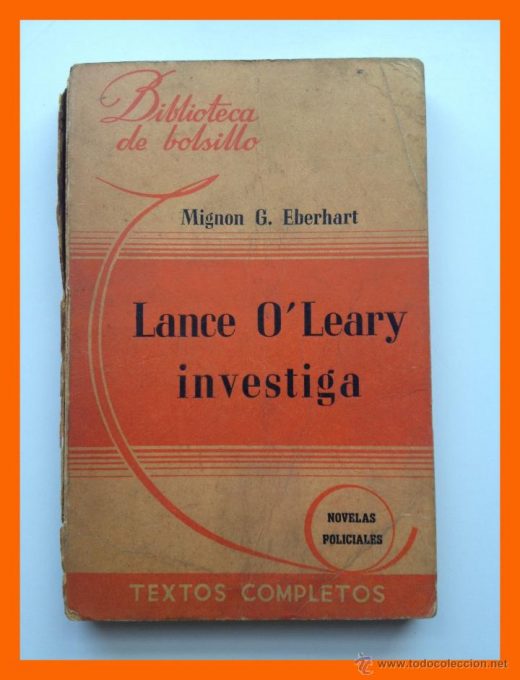 Biblioteca
de bolsillo
Mignon G. Eberhart
Lance O'Leary
investiga
NOVELAS
POLICIALES
TEXTOS COMPLETOS
www.todocoleccion.net